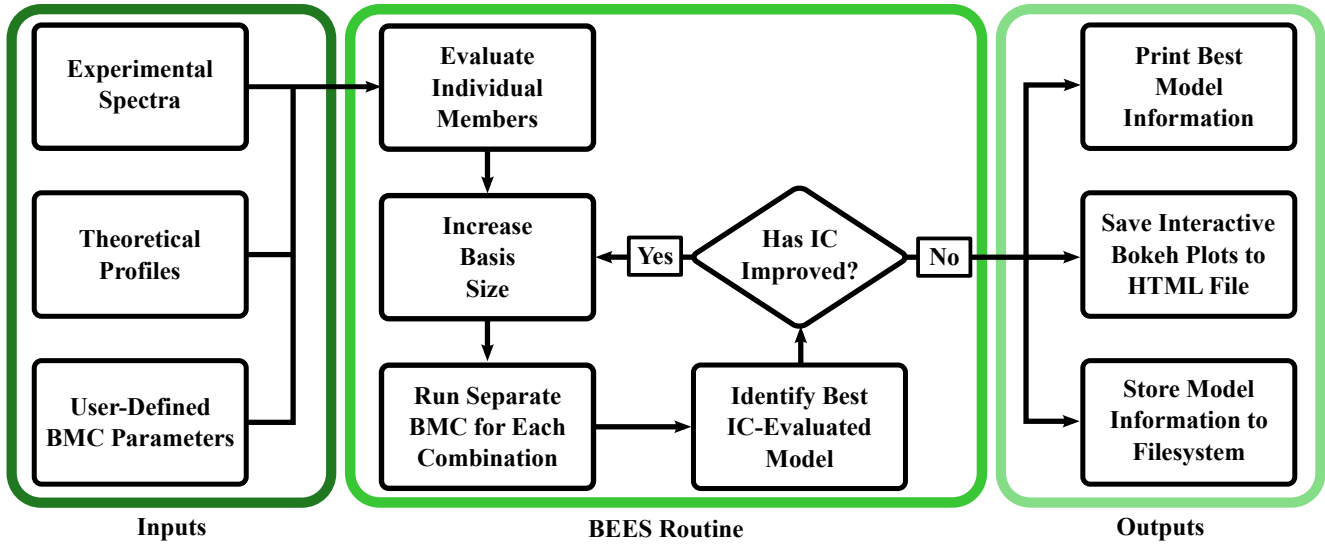 Experimental
Spectra
Theoretical
Profiles
User-Defined
BMC Parameters
Inputs
Evaluate
Individual
Members
Increase
Basis
Size
Run Separate
BMC for Each
Combination
Identify Best
IC-Evaluated
Model
Has IC
Improved?
Yes
No
BEES Routine
Print Best
Model
Information
Save Interactive
Bokeh Plots to
HTML File
Store Model
Information to
Filesystem
Outputs